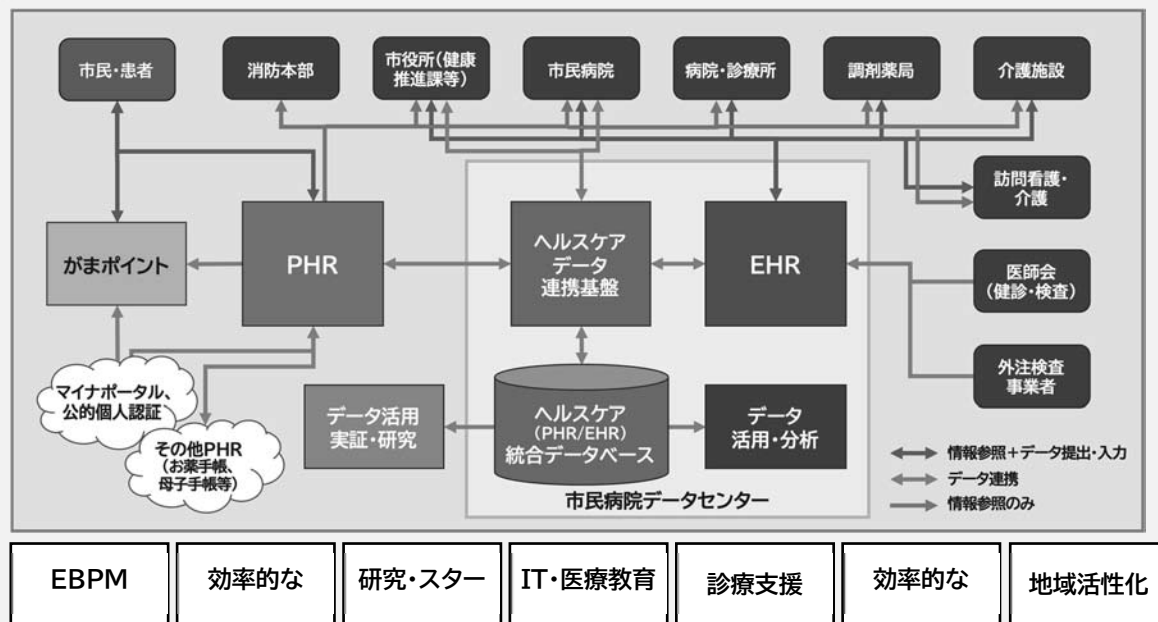 市民・患者
消防本部
市役所(健康
推進課等)
市民病院
病院・診療所
調剤薬局
介護施設
訪問看護・
介護
がまポイント
PHR
ヘルスケア
データ
連携基盤
EHR
医師会
(健診・検査)
外注検査
事業者
マイナポータル、
公的個人認証
その他PHR
(お薬手帳、
母子手帳等)
データ活用
実証・研究
ヘルスケア
(PHR/EHR)
統合データベース
データ
活用・分析
市民病院データセンター
情報参照+データ提出・入力
データ連携
情報参照のみ
EBPM
効率的な
研究・スター
IT・医療教育
診療支援
効率的な
地域活性化